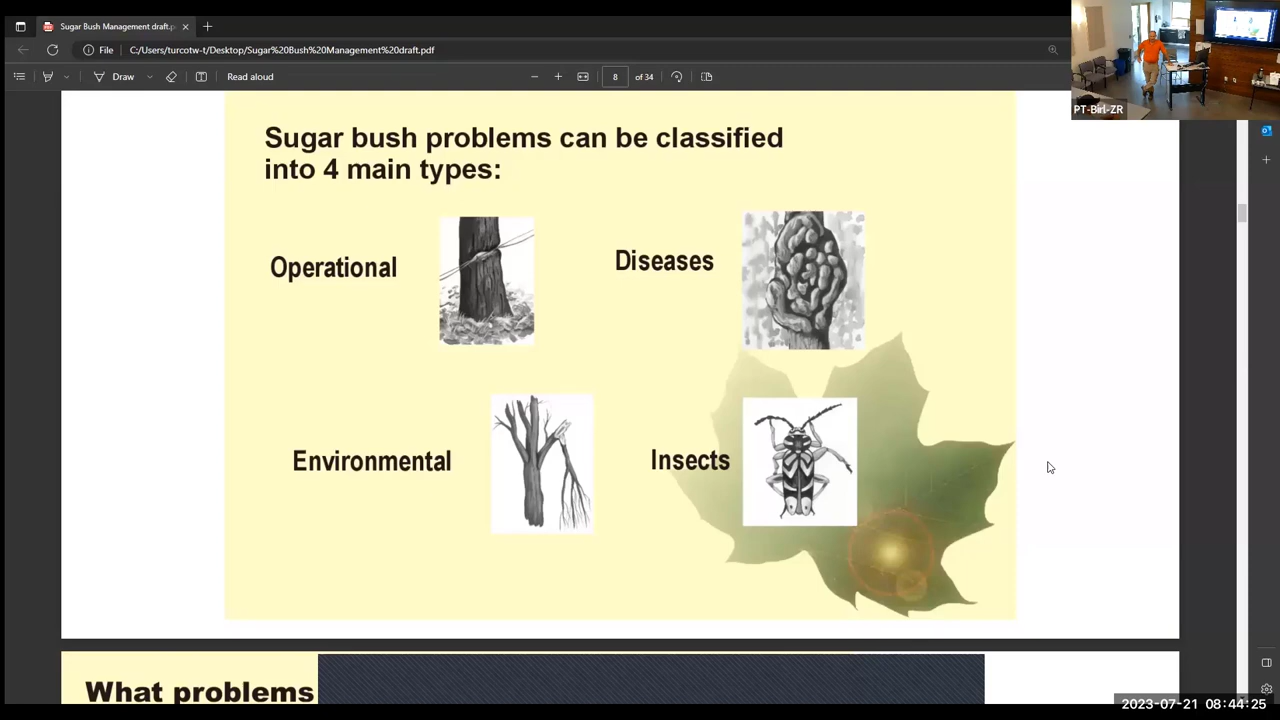 Sugar Bush Management draft.p
File
C:/Users/turcotw-t/Desktop/Sugar%20Bush%20Management%20draft.pdf
Draw
Read aloud
8
of 34
PT-Birl-ZR
Sugar bush problems can be classified
into 4 main types:
Operational
Diseases
Environmental
Insects
What problems
2023-07-21 08:44:25